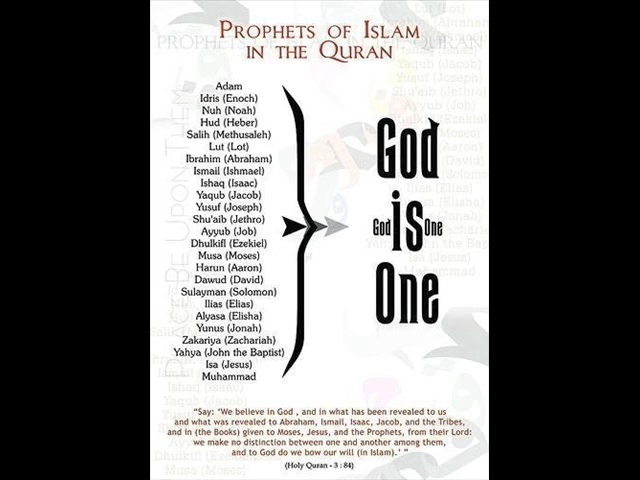 PROPHETS OF ISLAM
IN THE QURAN
Adam
Idris (Enoch)
Nuh (Noah)
Hud (Heber)
Salih (Methusaleh)
Lut (Lot)
Ibrahim (Abraham)
Ismail (Ishmael)
Ishaq (Isaac)
Yaqub (Jacob)
Yusuf (Joseph)
Shu'aib (Jethro)
Ayyub (Job)
Dhulkifl (Ezekiel)
Musa (Moses)
Harun (Aaron)
Dawud (David)
Sulayman (Solomon)
Ilias (Elias)
Alyasa (Elisha)
Yunus (Jonah)
Zakariya (Zachariah)
Yahya (John the Baptist)
Isa (Jesus)
Muhammad
God
God is One
One
"Say: 'We believe in God , and in what has been revealed to us
and what was revealed to Abraham, Ismail, Isaac, Jacob, and the Tribes,
and in (the Books) given to Moses, Jesus, and the Prophets, from their Lord:
we make no distinction between one and another among them,
and to God do we bow our will (in Islam).' "
(Holy Quran - 3 : 84)